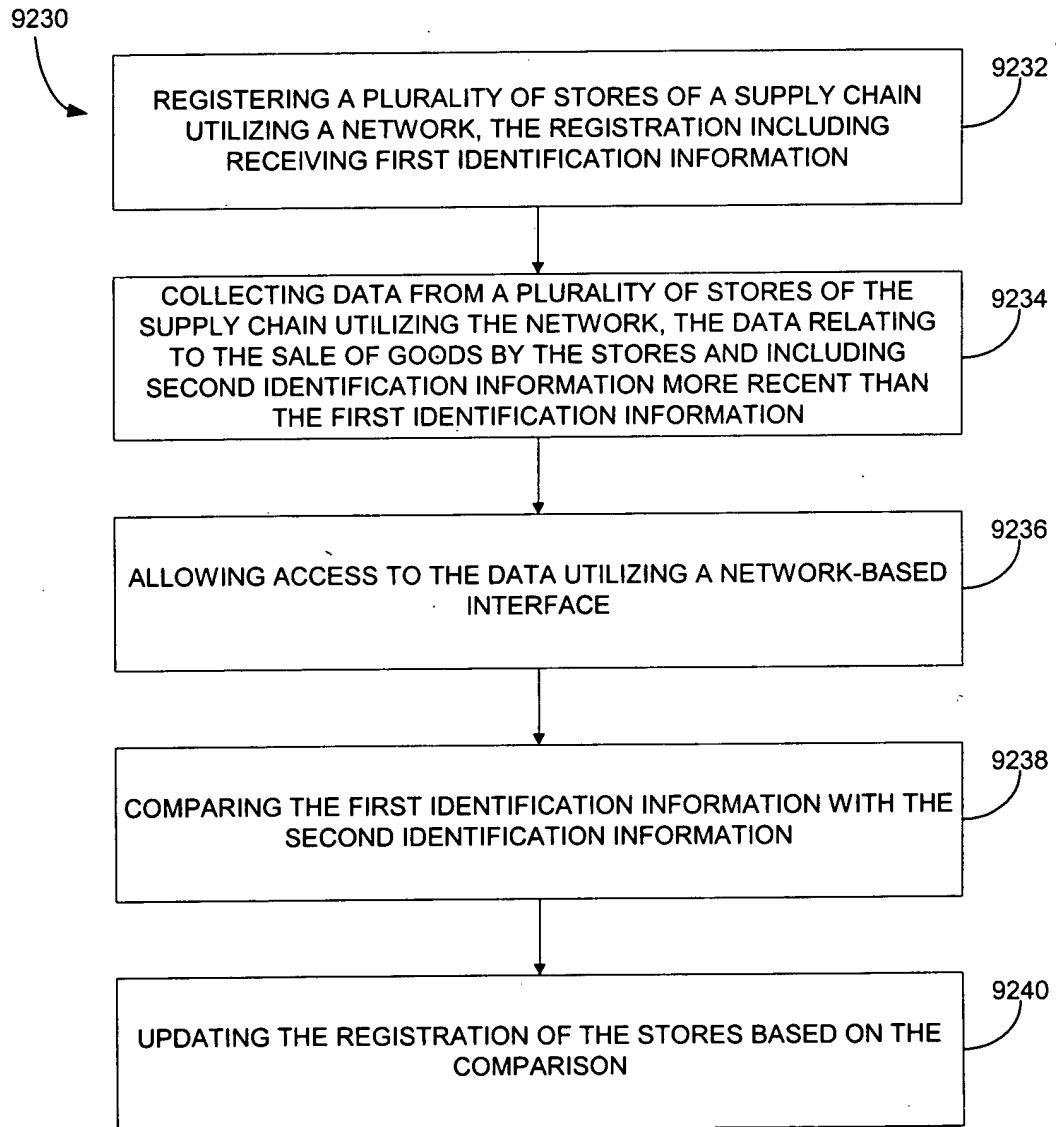 9230
9232
REGISTERING A PLURALITY OF STORES OF A SUPPLY CHAIN
UTILIZING A NETWORK, THE REGISTRATION INCLUDING
RECEIVING FIRST IDENTIFICATION INFORMATION
9234
COLLECTING DATA FROM A PLURALITY OF STORES OF THE
SUPPLY CHAIN UTILIZING THE NETWORK, THE DATA RELATING
TO THE SALE OF GOODS BY THE STORES AND INCLUDING
SECOND IDENTIFICATION INFORMATION MORE RECENT THAN
THE FIRST IDENTIFICATION INFORMATION
9236
ALLOWING ACCESS TO THE DATA UTILIZING A NETWORK-BASED
INTERFACE
9238
COMPARING THE FIRST IDENTIFICATION INFORMATION WITH THE
SECOND IDENTIFICATION INFORMATION
9240
UPDATING THE REGISTRATION OF THE STORES BASED ON THE
COMPARISON